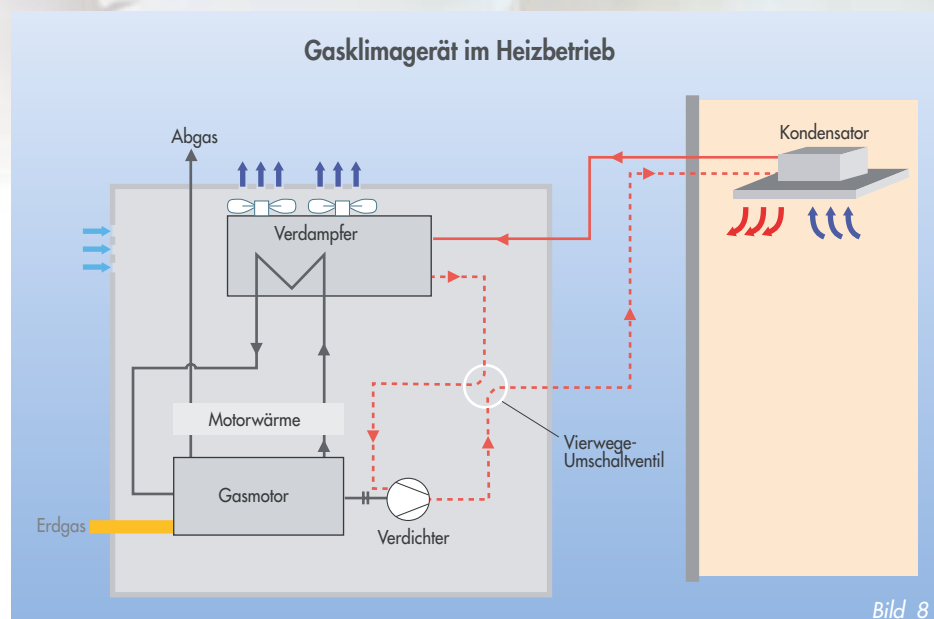 Gasklimagerät im Heizbetrieb
Abgas
Kondensator
Verdampfer
Motorwärme
Vierwege-
Umschaltventil
Gasmotor
Erdgas
Verdichter
Bild 8